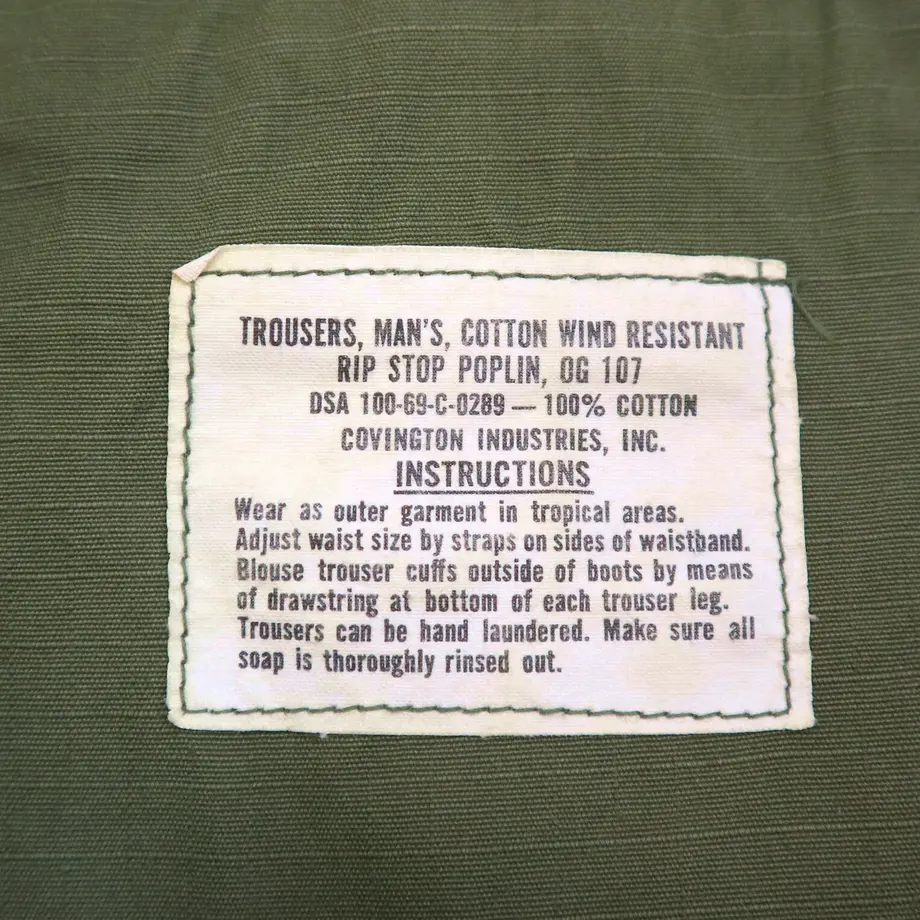 TROUSERS, MAN'S, COTTON WIND RESISTANT
RIP STOP POPLIN, OG 107
DSA 100-69-C-0289 — 100% COTTON
COVINGTON INDUSTRIES, INC.
INSTRUCTIONS
Wear as outer garment in tropical areas.
Adjust waist size by straps on sides of waistband.
Blouse trouser cuffs outside of boots by means
of drawstring at bottom of each trouser leg.
Trousers can be hand laundered. Make sure all
soap is thoroughly rinsed out.